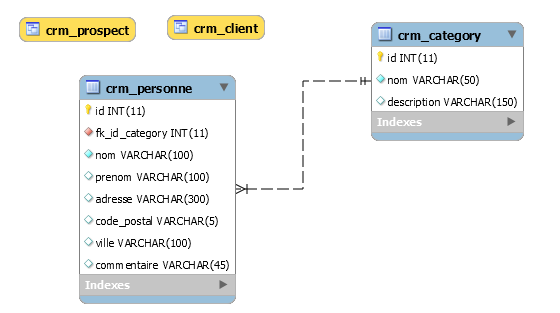 crm_prospect
crm_client
crm_category
id INT(11)
nom VARCHAR(50)
description VARCHAR(150)
Indexes
crm_personne
id INT(11)
fk_id_category INT(11)
nom VARCHAR(100)
prenom VARCHAR(100)
adresse VARCHAR(300)
code_postal VARCHAR(5)
ville VARCHAR(100)
commentaire VARCHAR(45)
Indexes